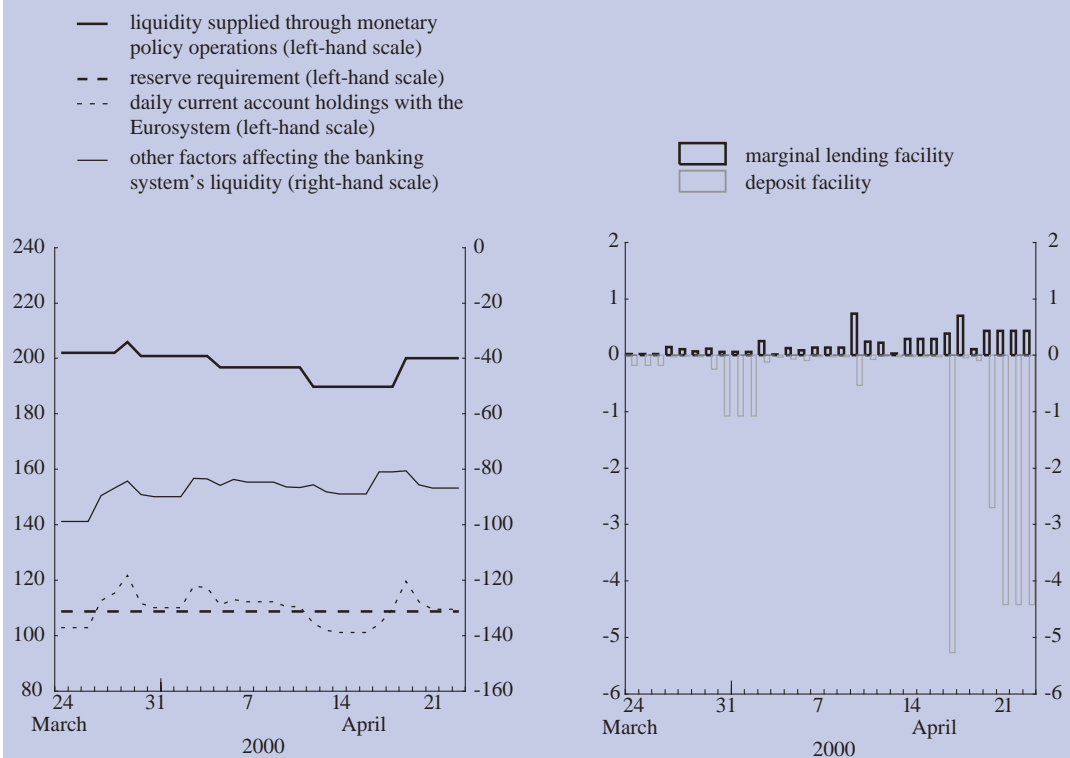 liquidity supplied through monetary
policy operations (left-hand scale)
reserve requirement (left-hand scale)
daily current account holdings with the
Eurosystem (left-hand scale)
other factors affecting the banking
system’s liquidity (right-hand scale)
240
220
200
180
160
140
120
100
80
0
-20
-40
-60
-80
-100
-120
-140
-160
24 31 7 14 21
March April
2000
marginal lending facility
deposit facility
2
1
0
-1
-2
-3
-4
-5
-6
2
1
0
-1
-2
-3
-4
-5
-6
24 31 7 14 21
March April
2000